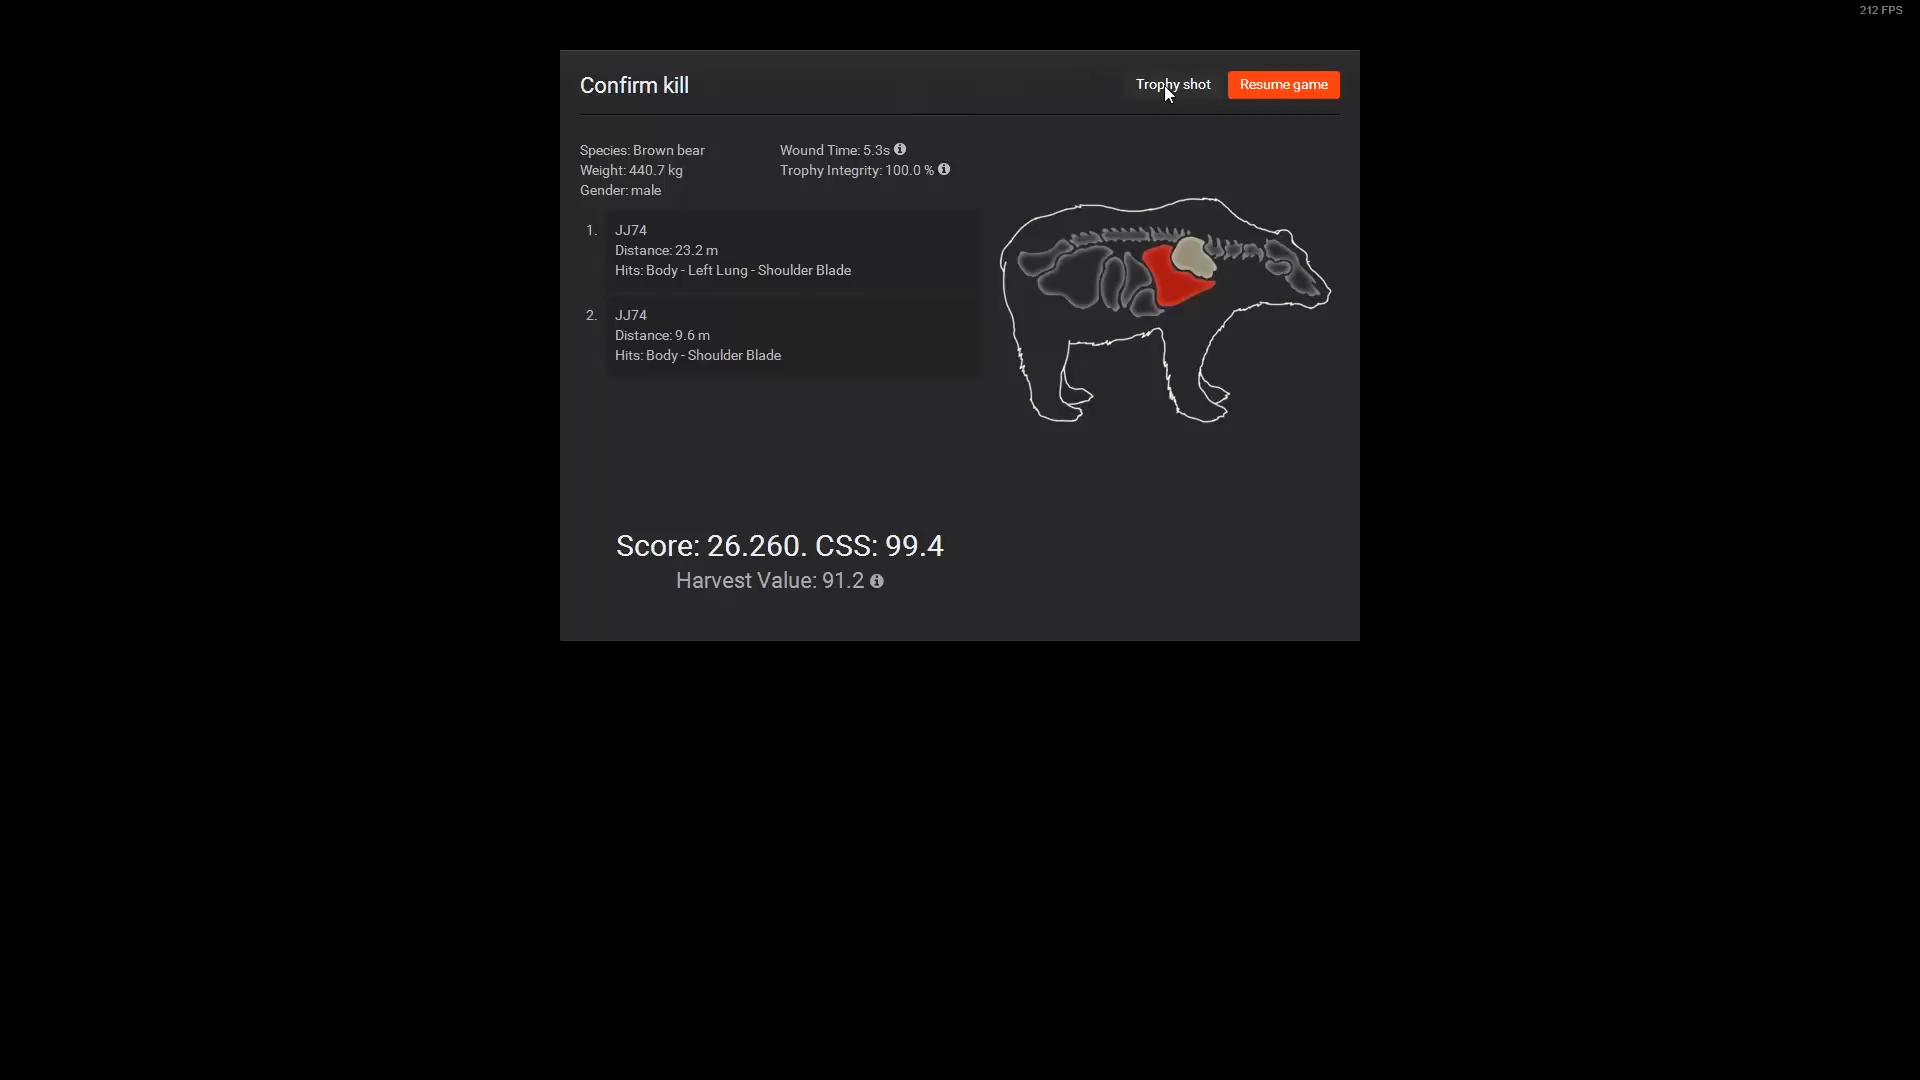 212 FPS
Confirm kill
Trophy shot
Resume game
Species: Brown bear
Weight: 440.7 kg
Gender: male
Wound Time: 5.3s
Trophy Integrity: 100.0 %
1. JJ74
Distance: 23.2 m
Hits: Body - Left Lung - Shoulder Blade
2. JJ74
Distance: 9.6 m
Hits: Body - Shoulder Blade
Score: 26.260. CSS: 99.4
Harvest Value: 91.2